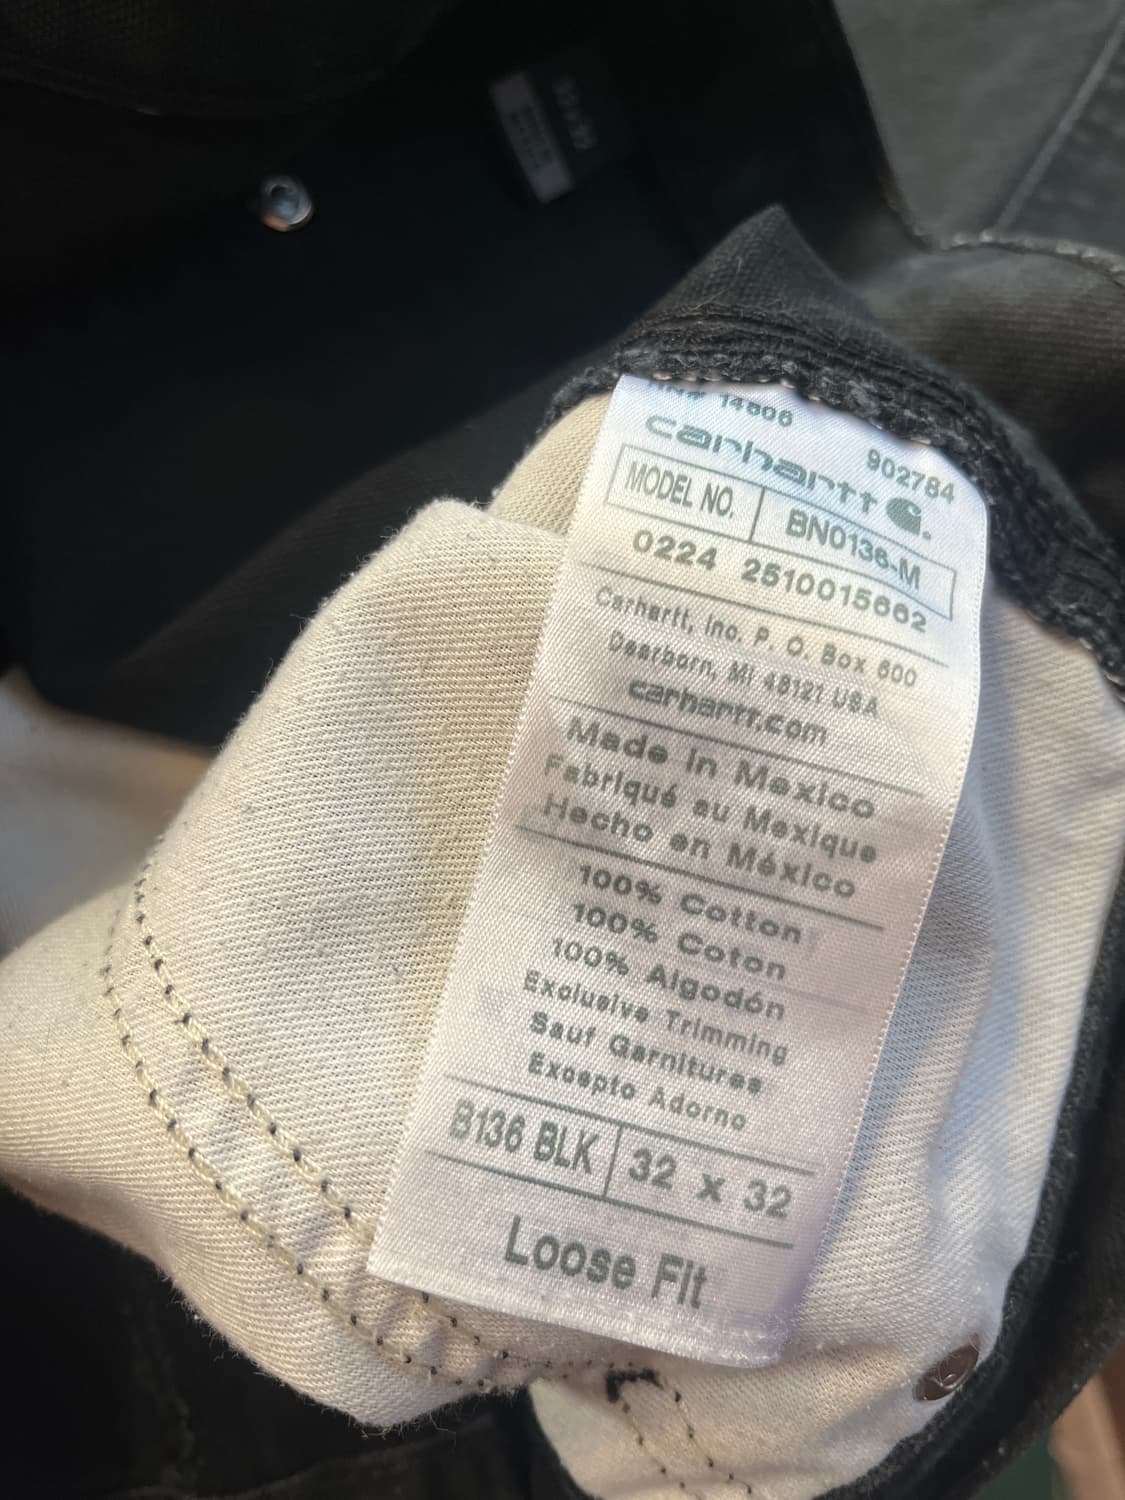 RN# 14806
carhartt
902784
MODEL NO. BN0136-M
0224 2510015662
Carhartt, Inc. P. O. Box 600
Dearborn, MI 48121 USA
carhartt.com
Made in Mexico
Fabriqué au Mexique
Hecho en México
100% Cotton
100% Coton
100% Algodón
Exclusive Trimming
Sauf Garnitures
Excepto Adorno
B136 BLK 32 x 32
Loose Fit